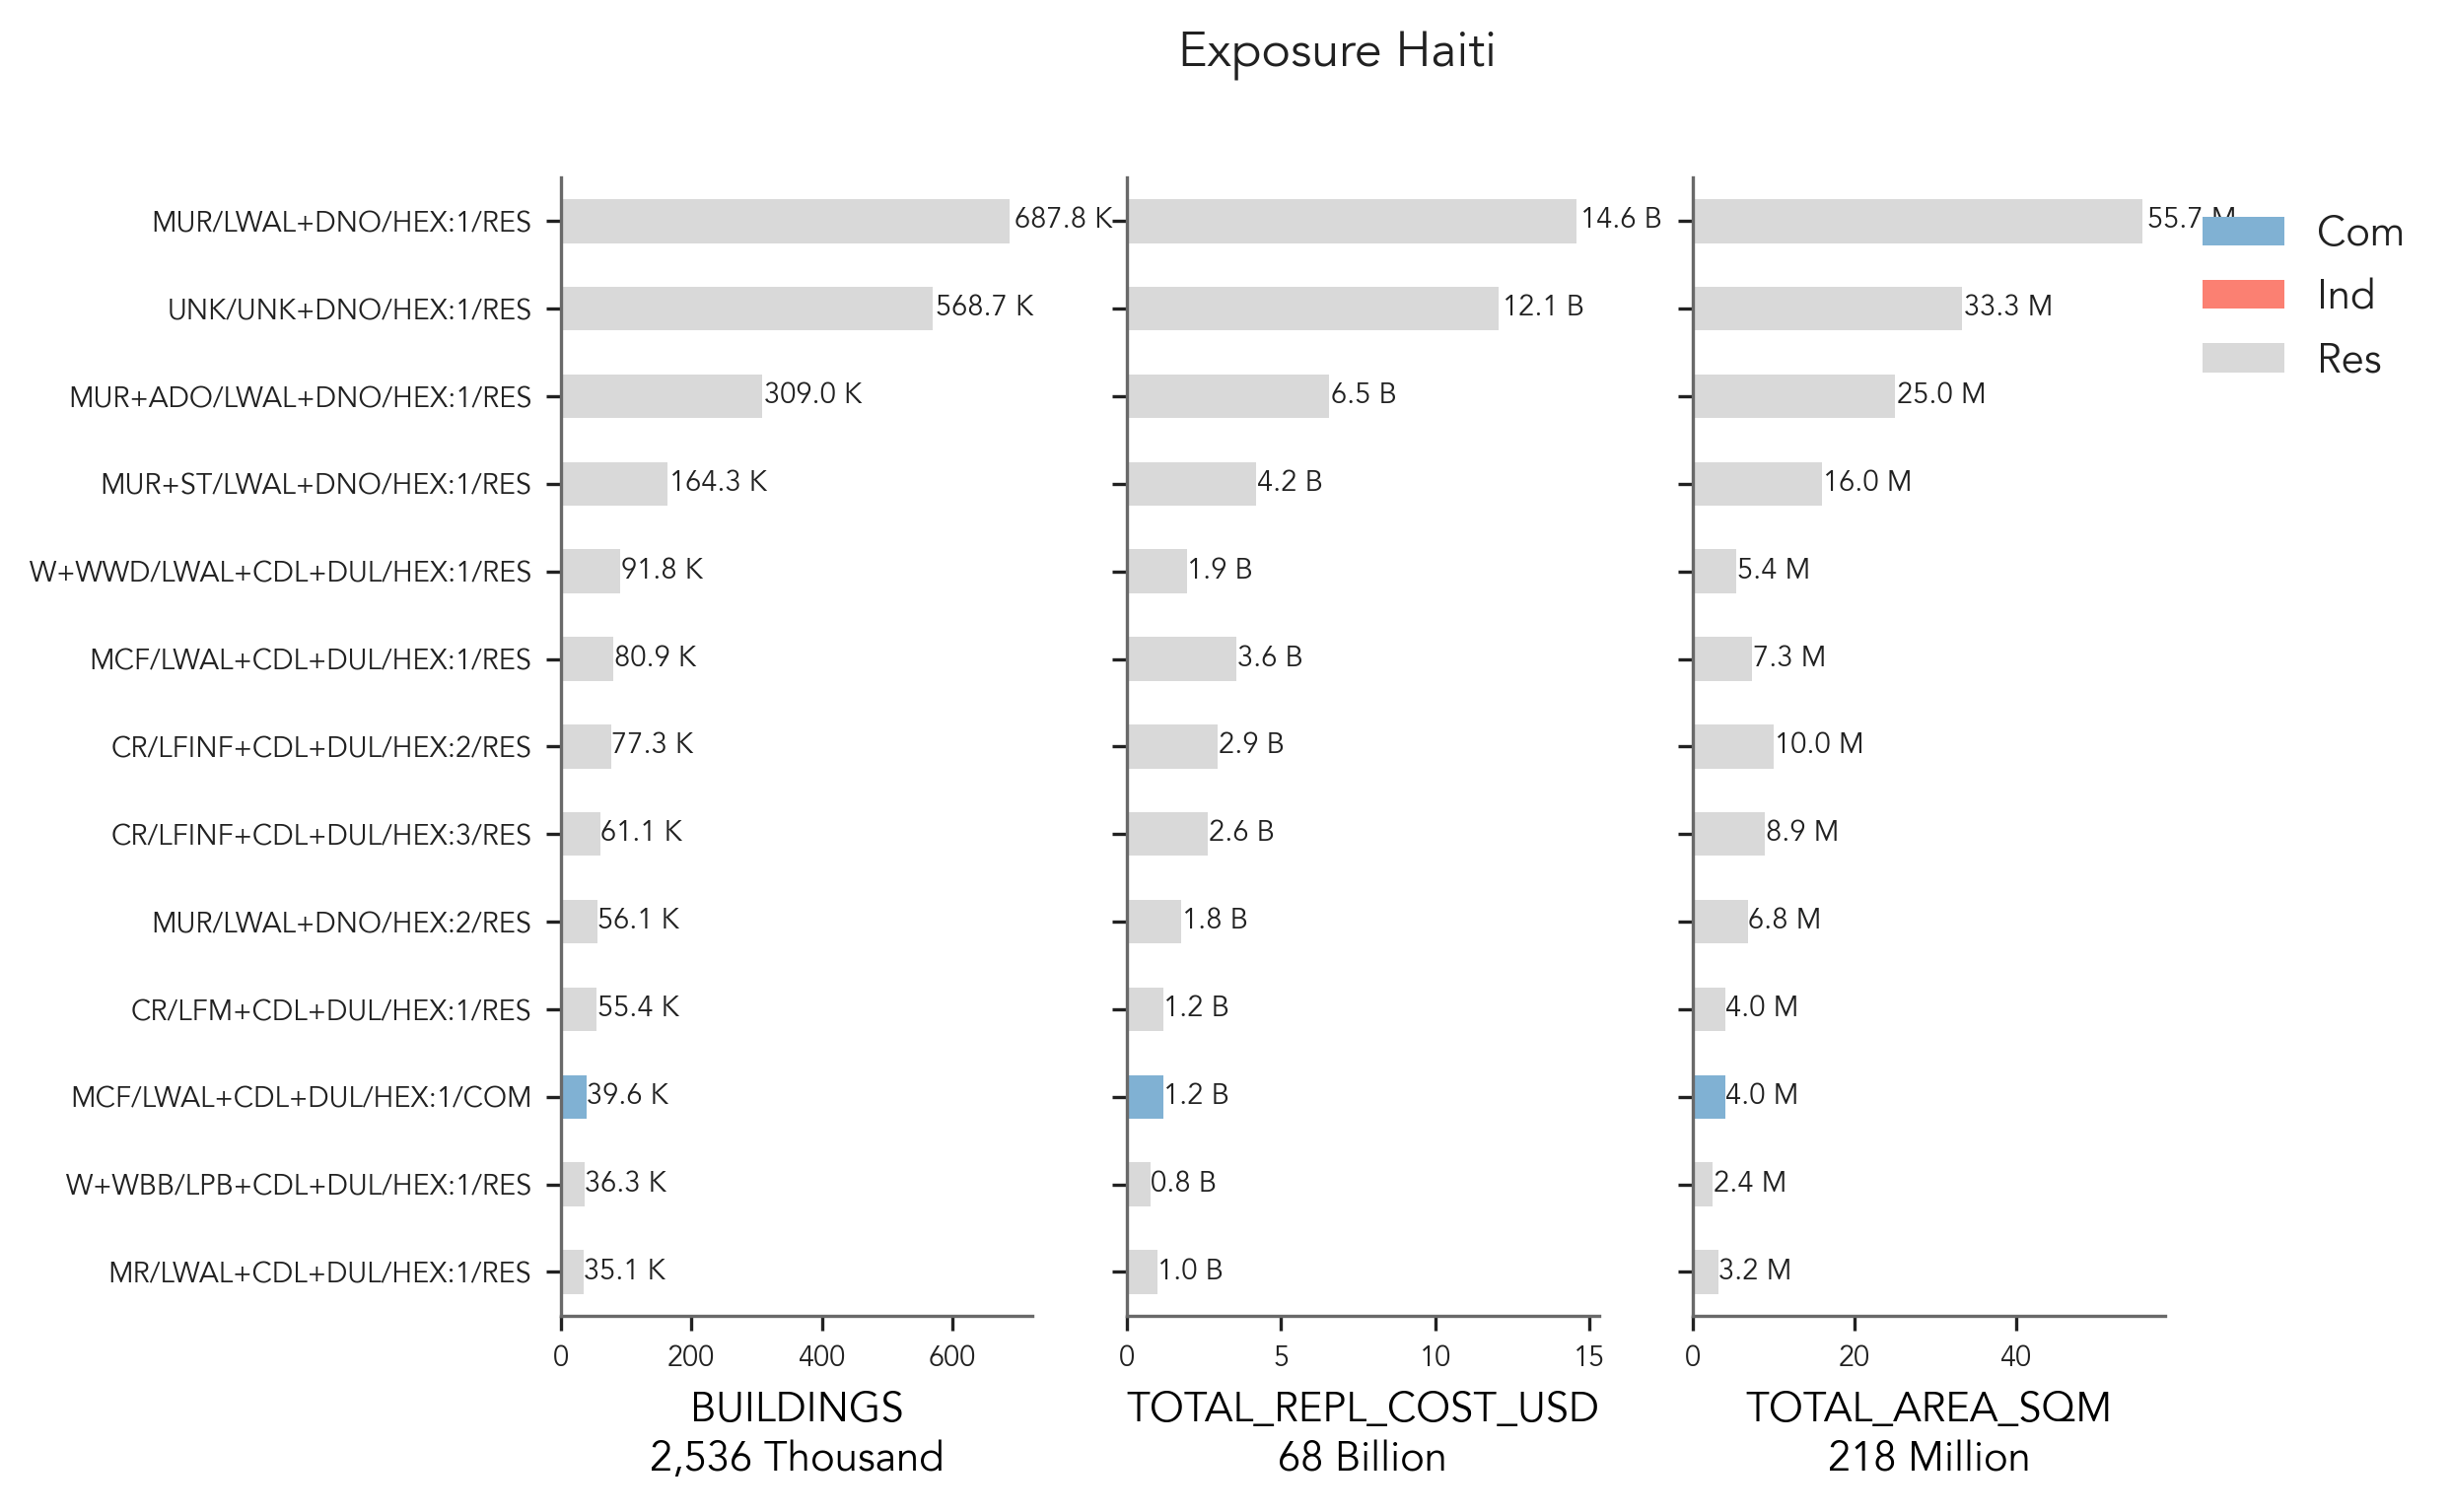 Exposure Haiti
MUR/LWAL+DNO/HEX:1/RES 687.8 K 14.6 B 55.7 M
UNK/UNK+DNO/HEX:1/RES 568.7 K 12.1 B 33.3 M
MUR+ADO/LWAL+DNO/HEX:1/RES 309.0 K 6.5 B 25.0 M
MUR+ST/LWAL+DNO/HEX:1/RES 164.3 K 4.2 B 16.0 M
W+WWD/LWAL+CDL+DUL/HEX:1/RES 91.8 K 1.9 B 5.4 M
MCF/LWAL+CDL+DUL/HEX:1/RES 80.9 K 3.6 B 7.3 M
CR/LFINF+CDL+DUL/HEX:2/RES 77.3 K 2.9 B 10.0 M
CR/LFINF+CDL+DUL/HEX:3/RES 61.1 K 2.6 B 8.9 M
MUR/LWAL+DNO/HEX:2/RES 56.1 K 1.8 B 6.8 M
CR/LFM+CDL+DUL/HEX:1/RES 55.4 K 1.2 B 4.0 M
MCF/LWAL+CDL+DUL/HEX:1/COM 39.6 K 1.2 B 4.0 M
W+WBB/LPB+CDL+DUL/HEX:1/RES 36.3 K 0.8 B 2.4 M
MR/LWAL+CDL+DUL/HEX:1/RES 35.1 K 1.0 B 3.2 M
0 200 400 600
BUILDINGS
2,536 Thousand
0 5 10 15
TOTAL_REPL_COST_USD
68 Billion
0 20 40
TOTAL_AREA_SQM
218 Million
Com
Ind
Res